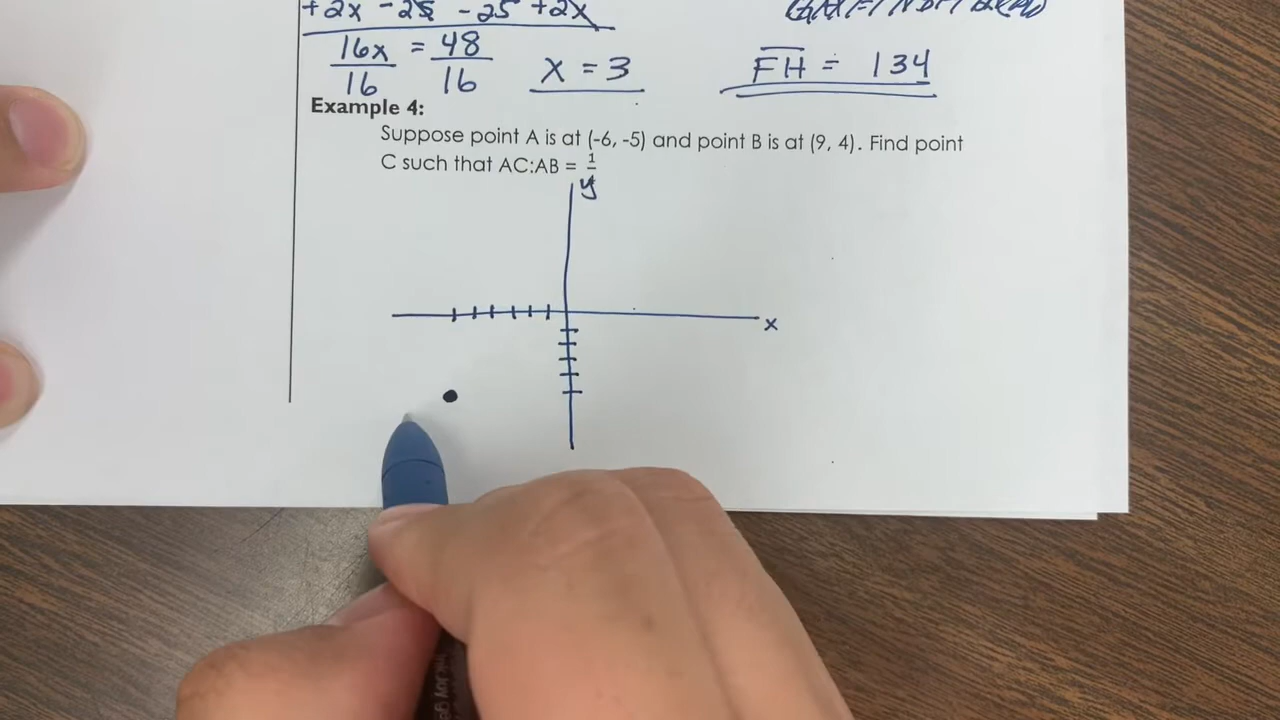 +2x -25 -25 +2x
16x = 48
16 16
x = 3
FH = 134
Example 4:
Suppose point A is at (-6, -5) and point B is at (9, 4). Find point
C such that AC:AB = 1
y
x